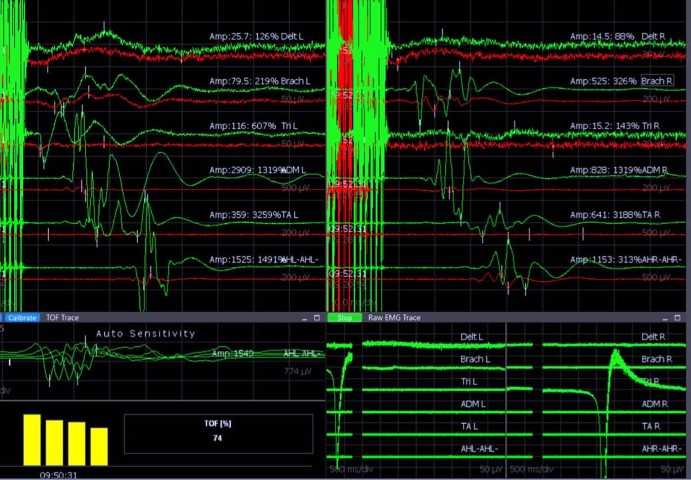 Amp:25.7: 126% Delt L
Amp:79.5: 219% Brach L
50 µV
Amp:116: 607% Tri L
50 µV
Amp:2909: 1319% ADM L
500 µV
Amp:359: 3259% TA L
200 µV
Amp:1525: 1491% AHL-AHL-
200 µV
Amp:14.5: 88% Delt R
Amp:525: 326% Brach R
200 µV
Amp:15.2: 143% Tri R
Amp:828: 1319% ADM R
200 µV
Amp:641: 3188% TA R
09:52:31
500 µV
Amp:1153: 313% AHR-AHR-
09:52:31
500 µV
Calibrate TOF Trace
Stop Raw EMG Trace
Auto Sensitivity
Amp:1540 AHL-AHL-
774 µV
TOF [%]
74
09:50:31
Delt L
Brach L
Tri L
ADM L
TA L
AHL-AHL-
500 ms/div 50 µV
Delt R
Brach R
Tri R
ADM R
TA R
AHR-AHR-
500 ms/div 50 µV